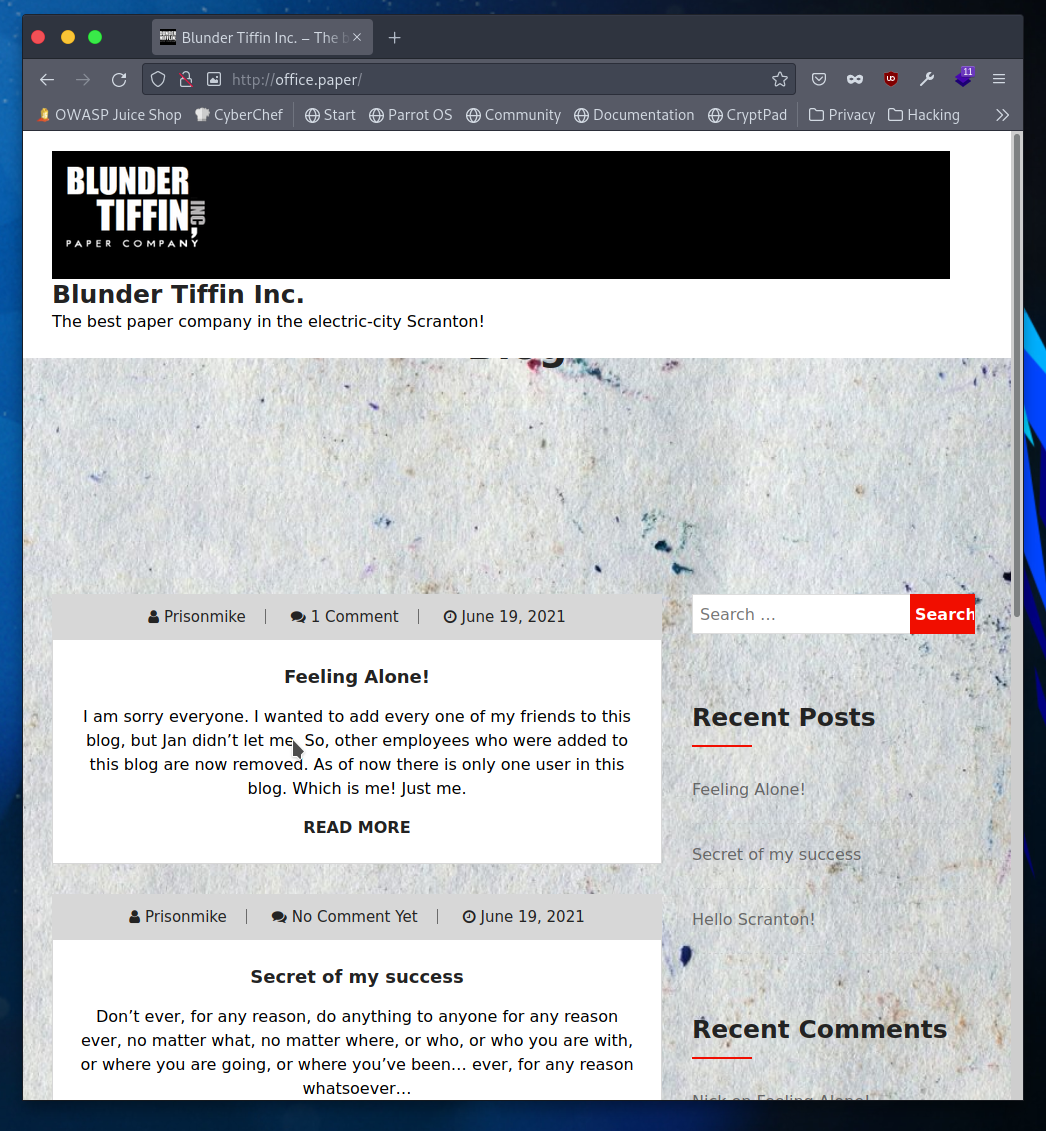 Blunder Tiffin Inc. – The b
http://office.paper/
11
OWASP Juice Shop CyberChef Start Parrot OS Community Documentation CryptPad Privacy Hacking
BLUNDER
TIFFIN, INC
PAPER COMPANY
Blunder Tiffin Inc.
The best paper company in the electric-city Scranton!
Blog
Prisonmike | 1 Comment | June 19, 2021
Feeling Alone!
I am sorry everyone. I wanted to add every one of my friends to this
blog, but Jan didn’t let me. So, other employees who were added to
this blog are now removed. As of now there is only one user in this
blog. Which is me! Just me.
READ MORE
Prisonmike | No Comment Yet | June 19, 2021
Secret of my success
Don’t ever, for any reason, do anything to anyone for any reason
ever, no matter what, no matter where, or who, or who you are with,
or where you are going, or where you’ve been… ever, for any reason
whatsoever…
Search …
Search
Recent Posts
Feeling Alone!
Secret of my success
Hello Scranton!
Recent Comments
Nick on Feeling Alone!